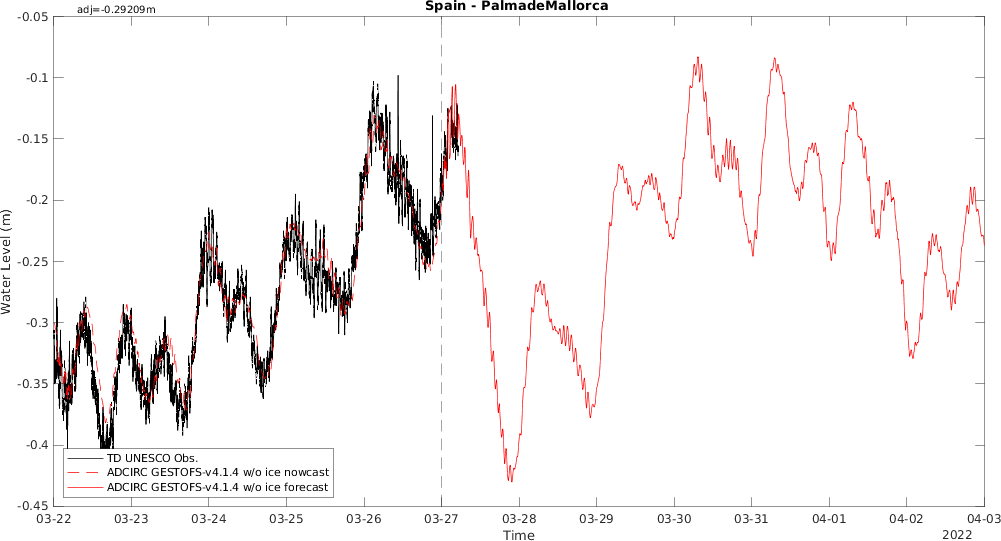 Spain - PalmadeMallorca
adj=-0.29209m
-0.05
-0.1
-0.15
-0.2
-0.25
-0.3
-0.35
-0.4
-0.45
Water Level (m)
TD UNESCO Obs.
ADCIRC GESTOFS-v4.1.4 w/o ice nowcast
ADCIRC GESTOFS-v4.1.4 w/o ice forecast
03-22 03-23 03-24 03-25 03-26 03-27 03-28 03-29 03-30 03-31 04-01 04-02 04-03
Time
2022